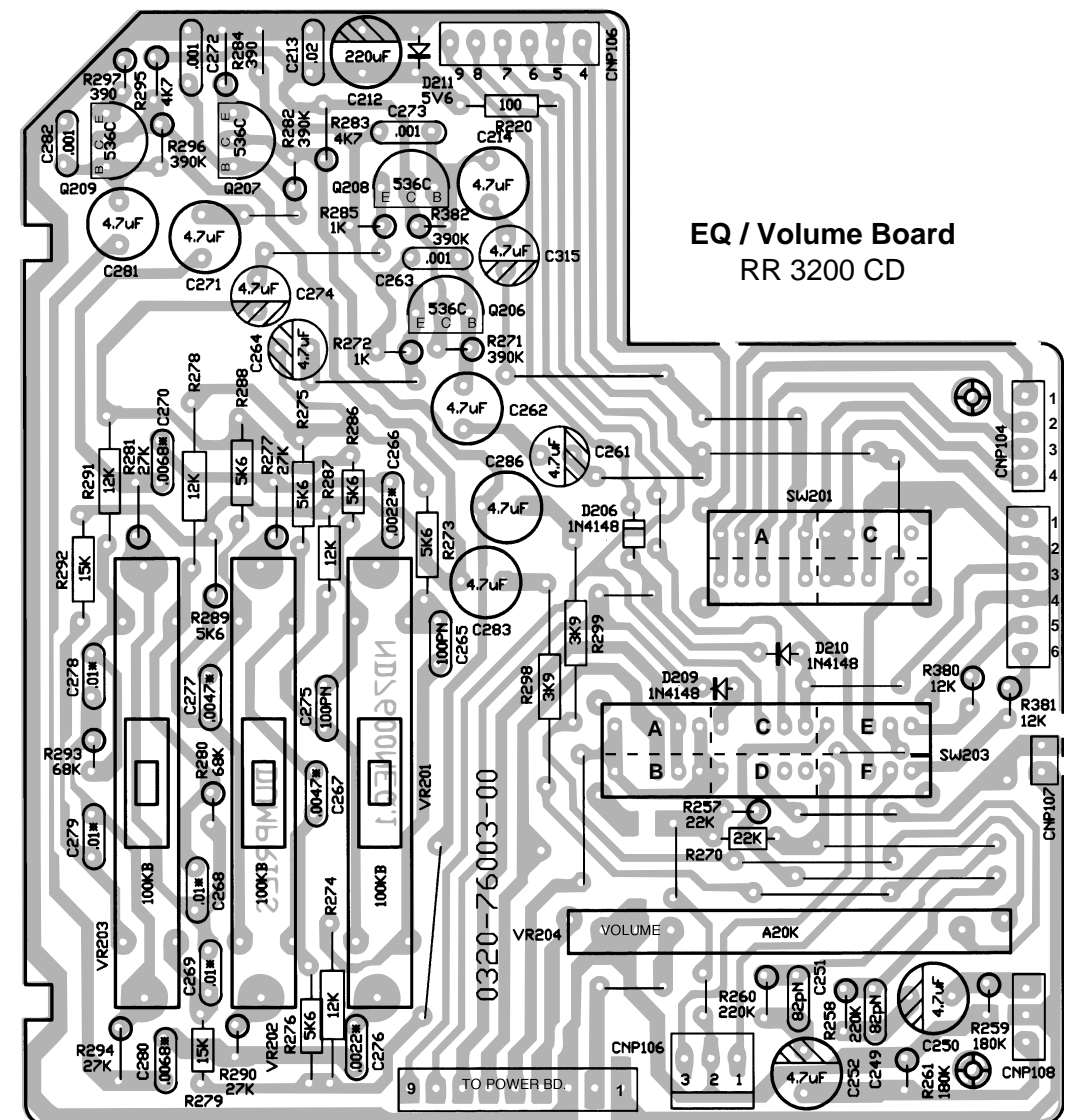 R297
390
R295
4K7
.001
C272
R284
390
C213
.02
220uF
C212
D211
5V6
9 8 7 6 5 4
CNP106
100
R220
C282
.001
536C
B C E
Q209
R296
390K
536C
B C E
Q207
R282
390K
R283
4K7
C273
.001
Q208
536C
E C B
C214
4.7uF
R285
1K
R382
390K
4.7uF
C281
4.7uF
C271
4.7uF
C274
C263
.001
4.7uF
C315
EQ / Volume Board
RR 3200 CD
536C
E C B
Q206
C264
4.7uF
R272
1K
R271
390K
4.7uF
C262
R278
R288
R275
R286
C270
.0068*
R281
27K
R291
12K
12K
5K6
R277
27K
5K6
R287
5K6
C266
.0022*
12K
5K6
R273
C286
4.7uF
4.7uF
C261
D206
1N4148
SW201
A
C
CNP104
1
2
3
4
1
2
3
4
5
6
R292
15K
R289
5K6
4.7uF
C283
100PN
C265
3K9
R299
R298
3K9
D210
1N4148
D209
1N4148
R380
12K
R381
12K
C278
.01*
C277
.0047*
C275
100PN
A
B
C
D
E
F
SW203
CNP107
R293
68K
R280
68K
.0047*
C267
VR201
R257
22K
22K
R270
C279
.01*
100KB
100KB
100KB
.01*
C268
R274
0320-76003-00
VR203
C269
.01*
VR204
VOLUME
A20K
R260
220K
82pN
C251
R258
220K
82pN
C249
4.7uF
C250
R259
180K
R294
27K
C280
.0068*
15K
R279
R290
27K
VR202
R276
5K6
12K
.0022*
C276
CNP106
3 2 1
4.7uF
C252
R261
180K
CNP108
9
TO POWER BD.
1